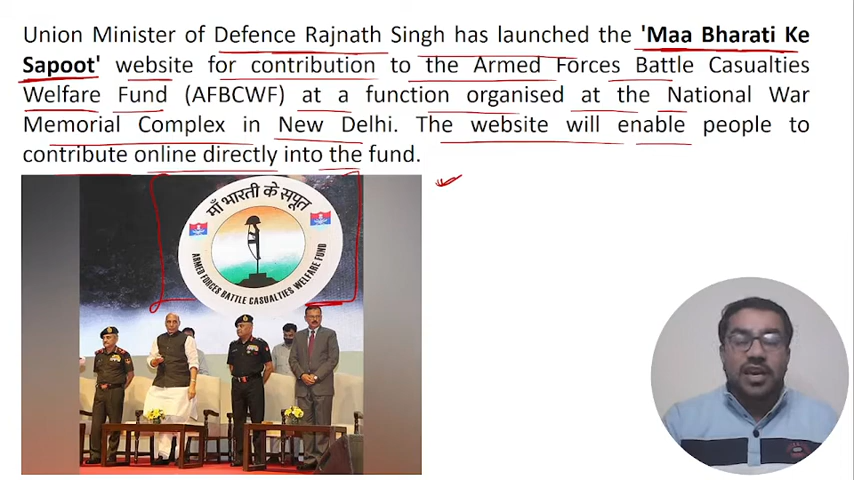 Union Minister of Defence Rajnath Singh has launched the 'Maa Bharati Ke
Sapoot' website for contribution to the Armed Forces Battle Casualties
Welfare Fund (AFBCWF) at a function organised at the National War
Memorial Complex in New Delhi. The website will enable people to
contribute online directly into the fund.
माँ भारती के सपूत
ARMED FORCES BATTLE CASUALTIES WELFARE FUND